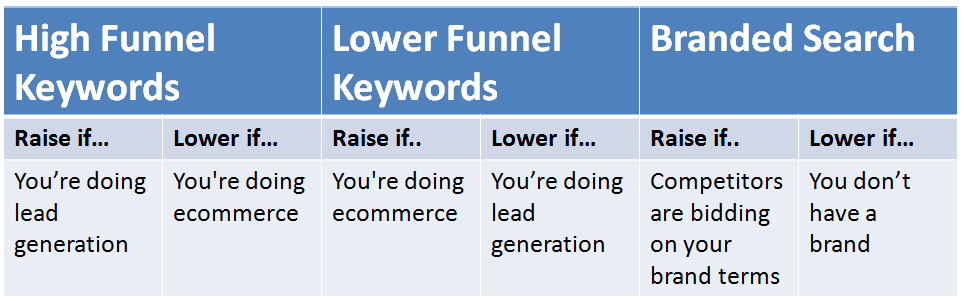 High Funnel
Keywords
Lower Funnel
Keywords
Branded Search
Raise if...
Lower if...
Raise if..
Lower if...
Raise if..
Lower if...
You’re doing
lead
generation
You're doing
ecommerce
You're doing
ecommerce
You’re doing
lead
generation
Competitors
are bidding
on your
brand terms
You don’t
have a
brand